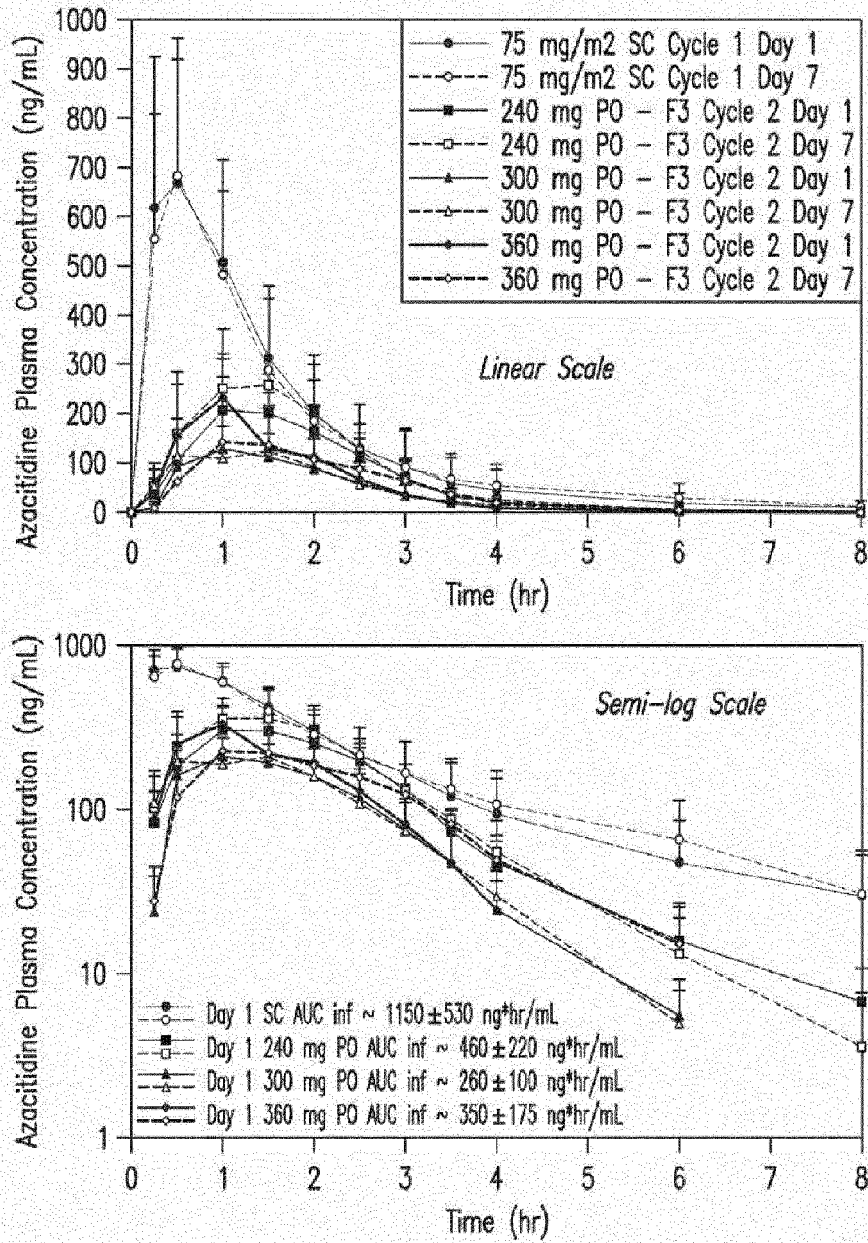 1000
900
800
700
600
500
400
300
200
100
0
Azacitidine Plasma Concentration (ng/mL)
75 mg/m2 SC Cycle 1 Day 1
75 mg/m2 SC Cycle 1 Day 7
240 mg PO – F3 Cycle 2 Day 1
240 mg PO – F3 Cycle 2 Day 7
300 mg PO – F3 Cycle 2 Day 1
300 mg PO – F3 Cycle 2 Day 7
360 mg PO – F3 Cycle 2 Day 1
360 mg PO – F3 Cycle 2 Day 7
Linear Scale
0 1 2 3 4 5 6 7 8
Time (hr)
1000
100
10
1
Azacitidine Plasma Concentration (ng/mL)
Semi-log Scale
Day 1 SC AUC inf ~ 1150±530 ng*hr/mL
Day 1 240 mg PO AUC inf ~ 460±220 ng*hr/mL
Day 1 300 mg PO AUC inf ~ 260±100 ng*hr/mL
Day 1 360 mg PO AUC inf ~ 350±175 ng*hr/mL
0 1 2 3 4 5 6 7 8
Time (hr)